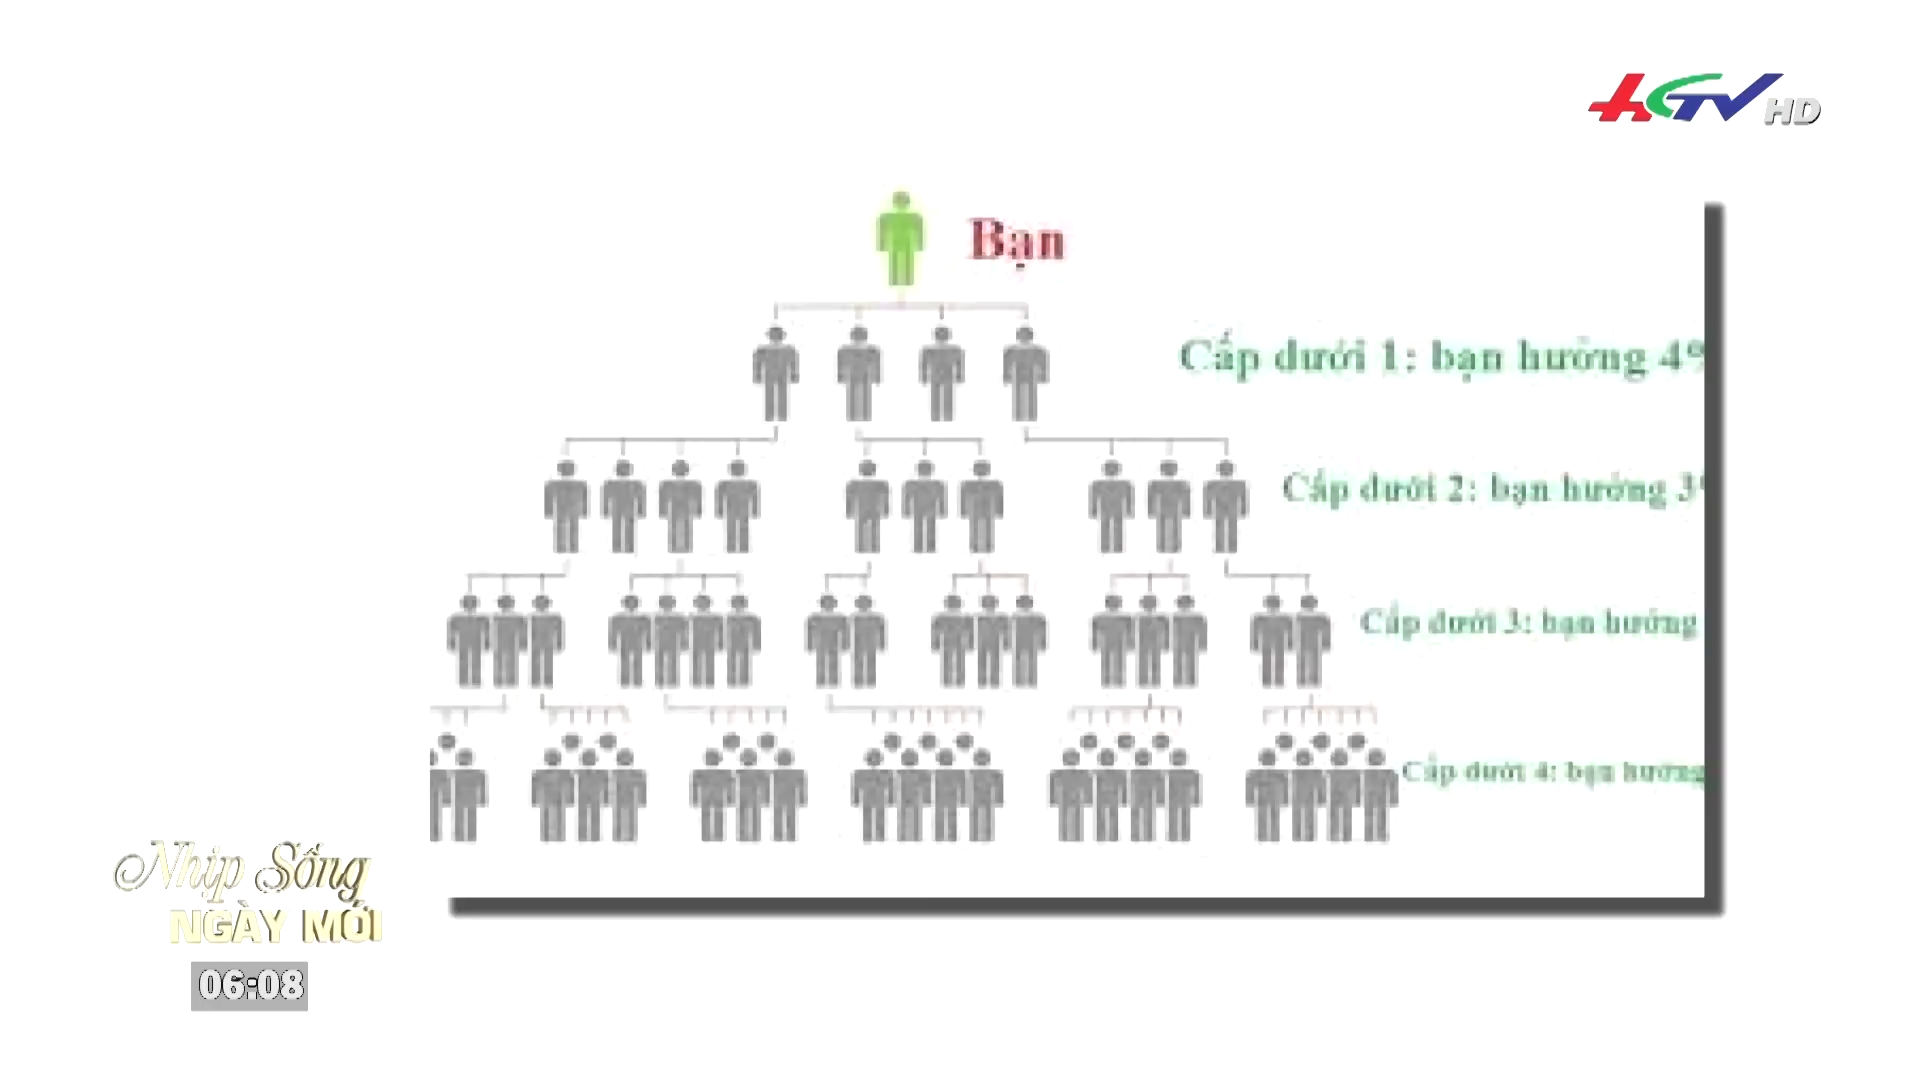 HGTV HD
Bạn
Cấp dưới 1: bạn hưởng 4%
Cấp dưới 2: bạn hưởng 3
Cấp dưới 3: bạn hưởng
Cấp dưới 4: bạn hưởng
Nhịp Sống
NGÀY MỚI
06:08